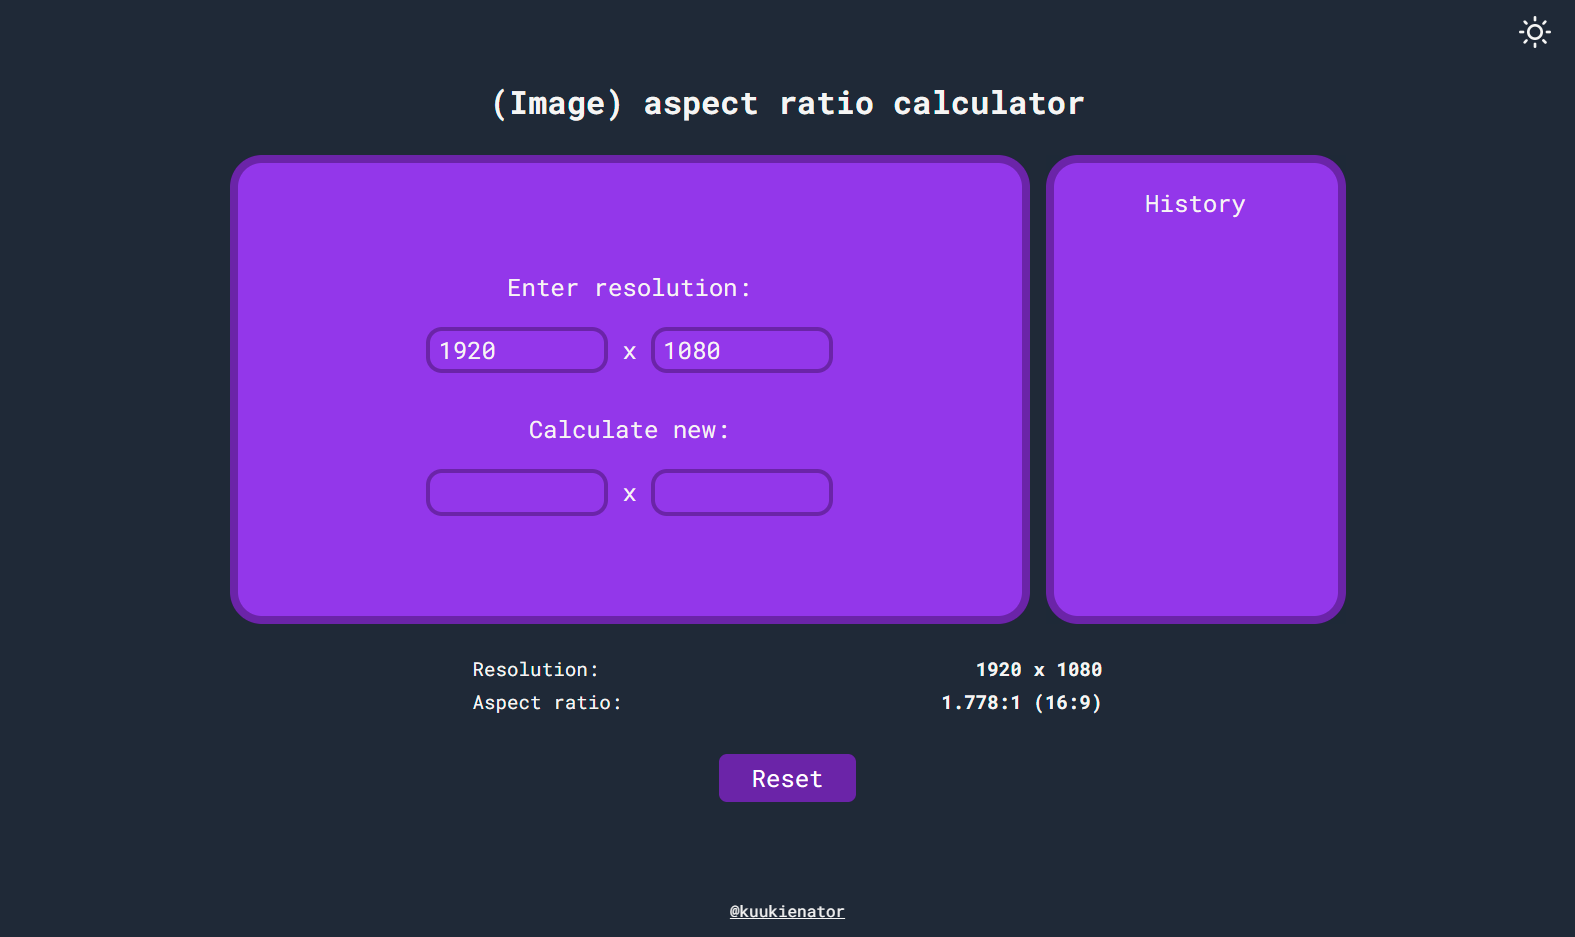 (Image) aspect ratio calculator
Enter resolution:
1920 x 1080
Calculate new:
x
History
Resolution: 1920 x 1080
Aspect ratio: 1.778:1 (16:9)
Reset
@kuukienator